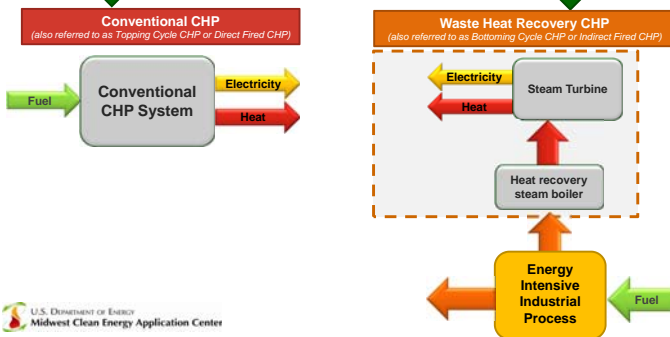 Conventional CHP
(also referred to as Topping Cycle CHP or Direct Fired CHP)
Fuel
Conventional
CHP System
Electricity
Heat
Waste Heat Recovery CHP
(also referred to as Bottoming Cycle CHP or Indirect Fired CHP)
Electricity
Heat
Steam Turbine
Heat recovery
steam boiler
Energy
Intensive
Industrial
Process
Fuel
U.S. DEPARTMENT OF ENERGY
Midwest Clean Energy Application Center